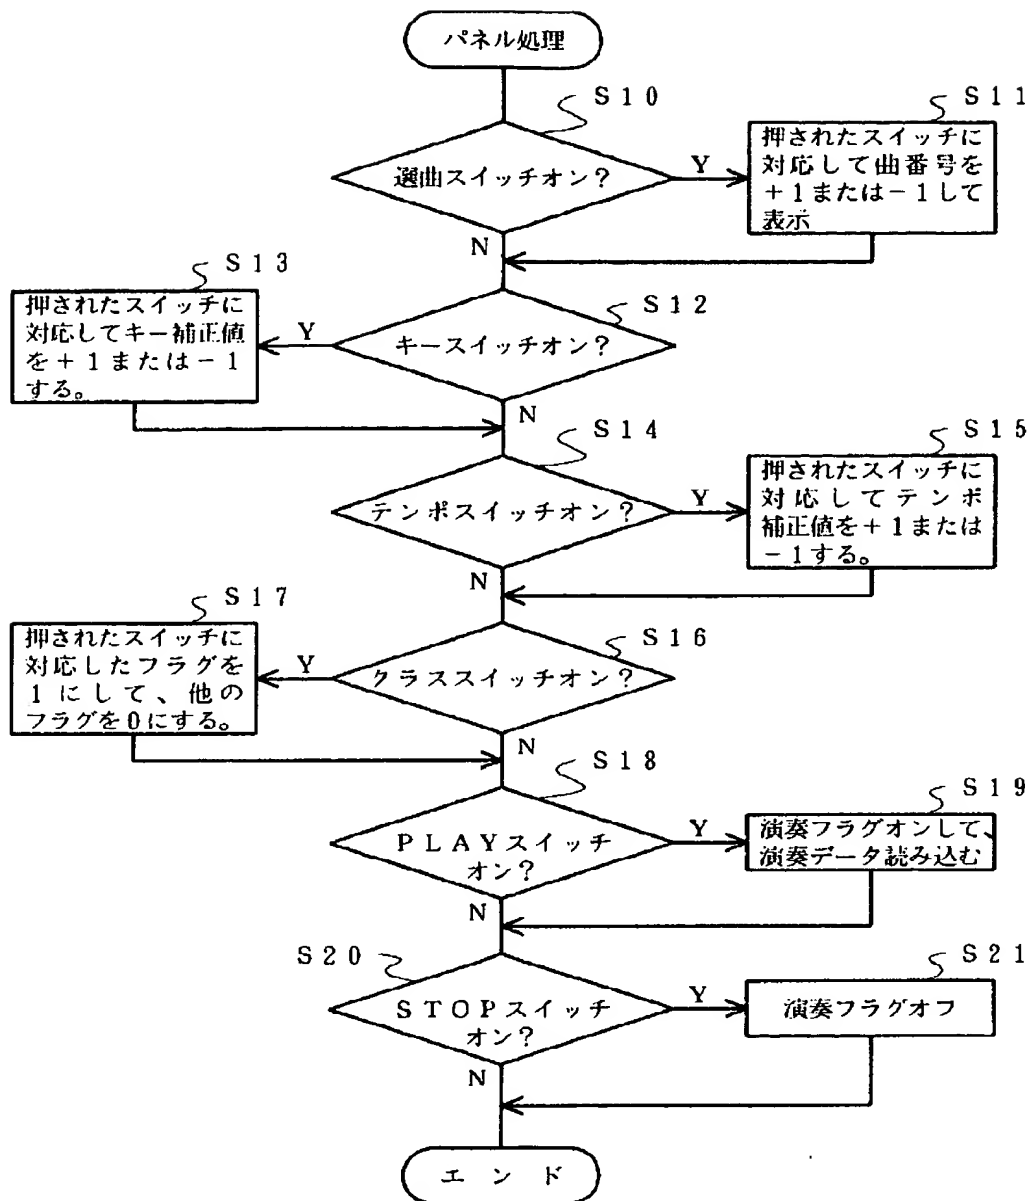 パネル処理
S10
選曲スイッチオン?
Y
N
S11
押されたスイッチに
対応して曲番号を
+1または-1して
表示
S12
キースイッチオン?
Y
N
S13
押されたスイッチに
対応してキー補正値
を+1または-1
する。
S14
テンポスイッチオン?
Y
N
S15
押されたスイッチに
対応してテンポ
補正値を+1または
-1する。
S16
クラススイッチオン?
Y
N
S17
押されたスイッチに
対応したフラグを
1にして、他の
フラグを0にする。
S18
PLAYスイッチ
オン?
Y
N
S19
演奏フラグオンして、
演奏データ読み込む
S20
STOPスイッチ
オン?
Y
N
S21
演奏フラグオフ
エンド